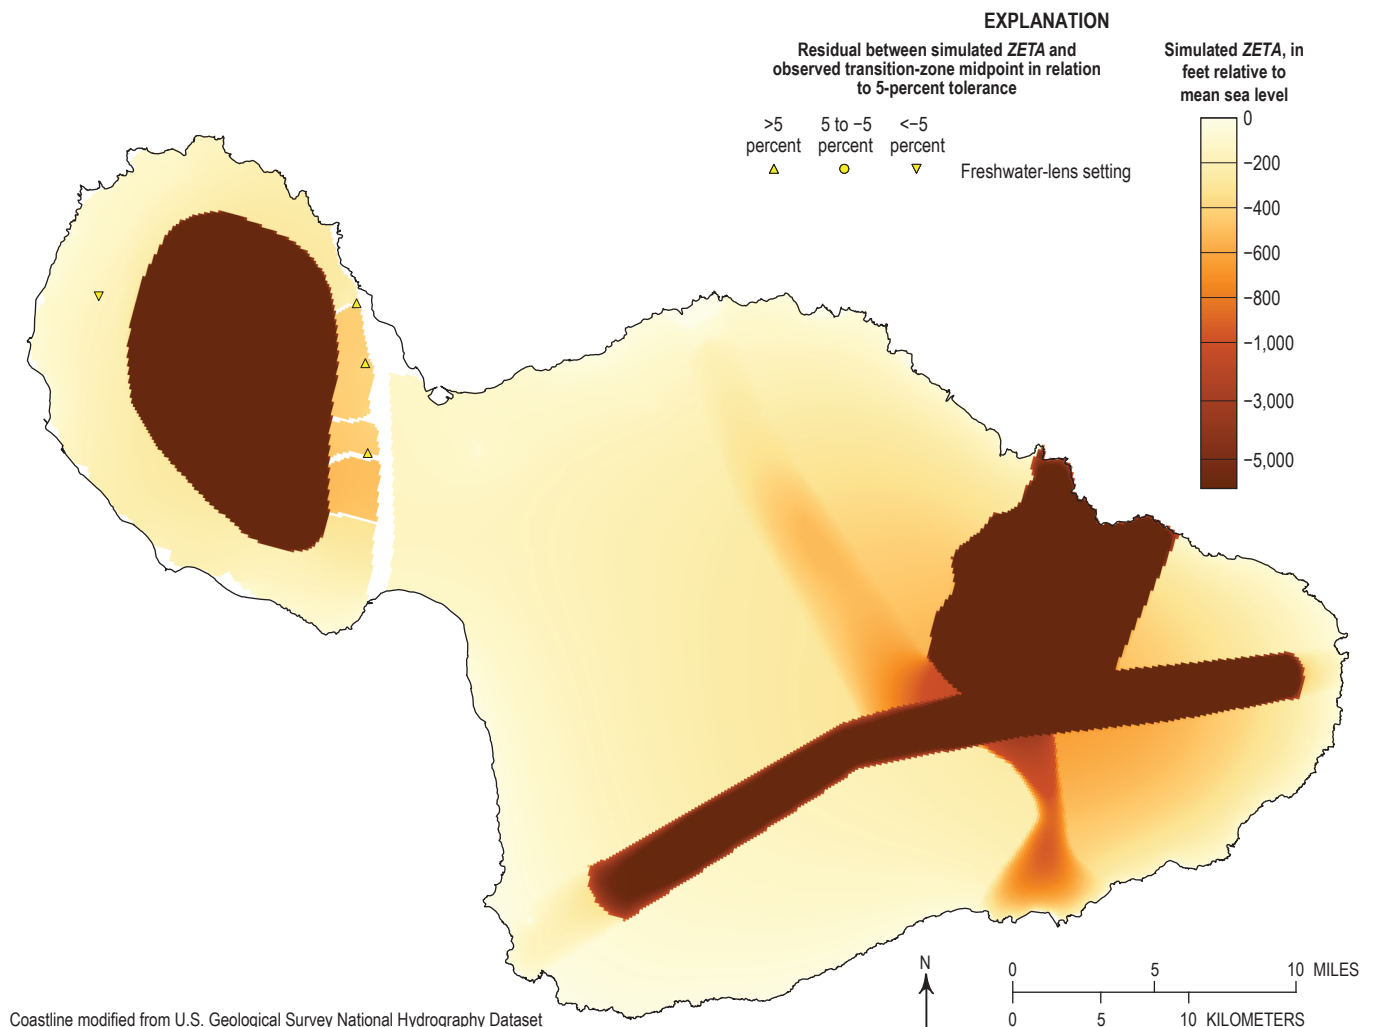 EXPLANATION
Residual between simulated ZETA and
observed transition-zone midpoint in relation
to 5-percent tolerance
>5 percent
5 to −5 percent
<−5 percent
Freshwater-lens setting
Simulated ZETA, in
feet relative to
mean sea level
0
−200
−400
−600
−800
−1,000
−3,000
−5,000
N
0 5 10 MILES
0 5 10 KILOMETERS
Coastline modified from U.S. Geological Survey National Hydrography Dataset